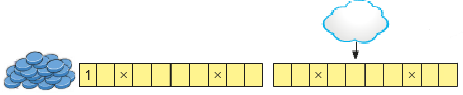 1 × × × ×